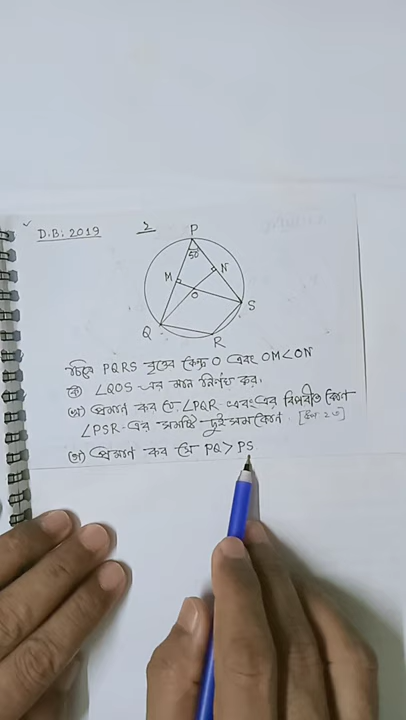 D.B: 2019
2
P
50
M
N
O
S
Q
R
চিত্রে PQRS বৃত্তের কেন্দ্র O এবং OM<ON
(ক) ∠QOS-এর মান নির্ণয় কর।
(খ) প্রমাণ কর যে, ∠PQR এবং এর বিপরীত কোণ
∠PSR-এর সমষ্টি দুই সমকোণ।
(গ) প্রমাণ কর যে PQ>PS